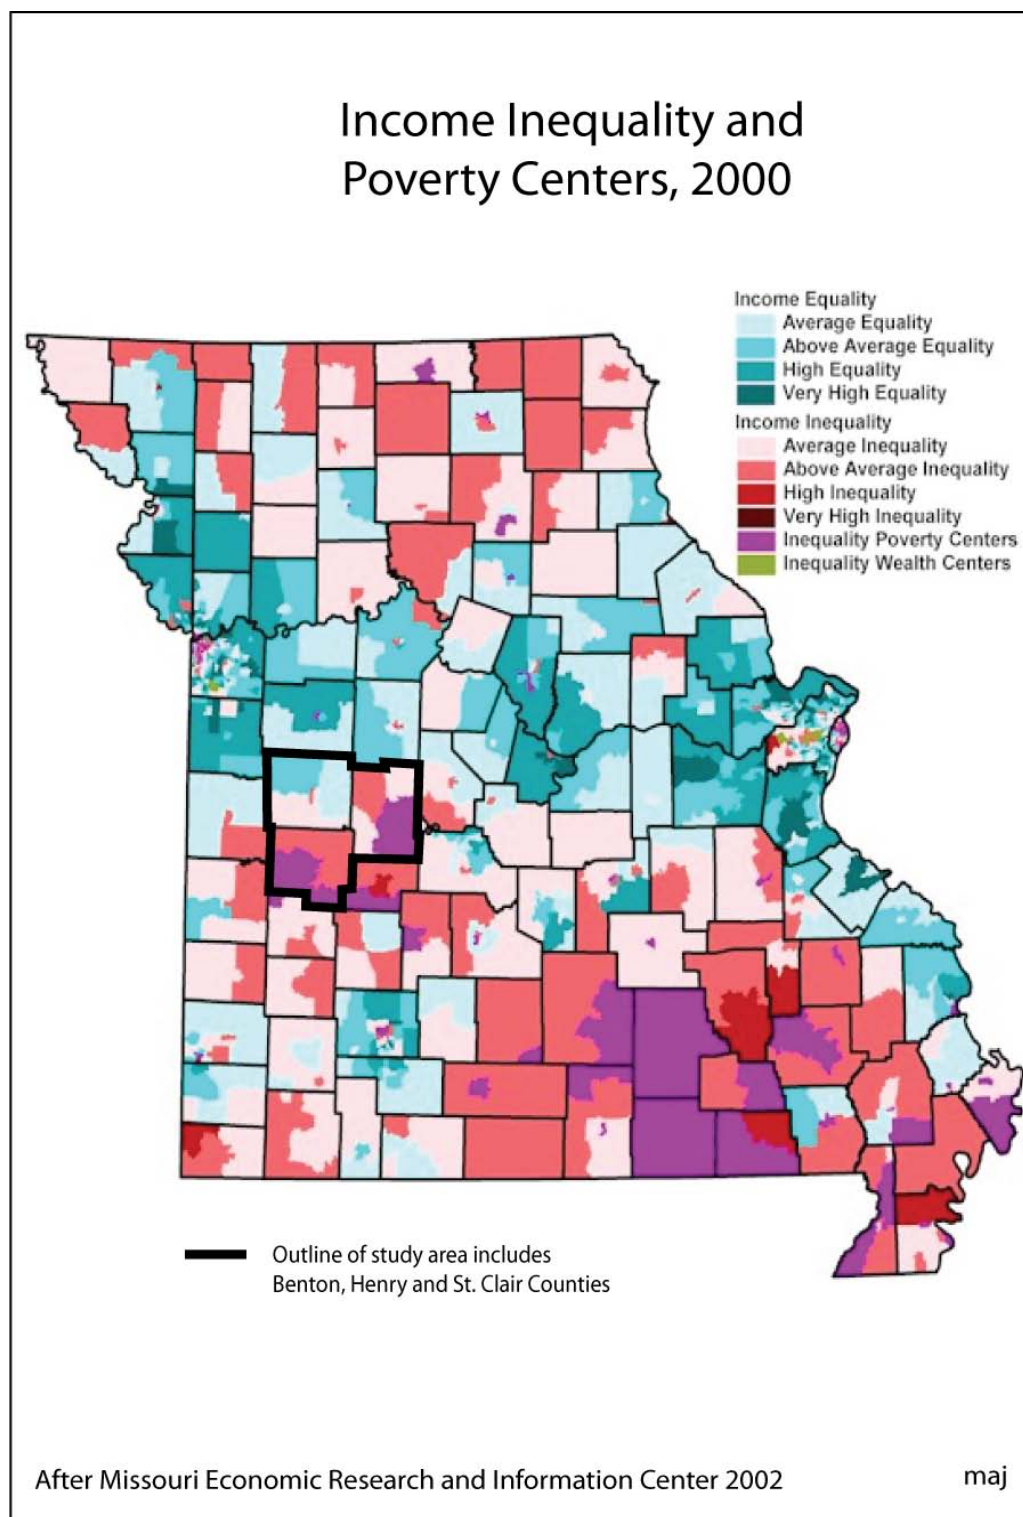 Income Inequality and
Poverty Centers, 2000
Income Equality
Average Equality
Above Average Equality
High Equality
Very High Equality
Income Inequality
Average Inequality
Above Average Inequality
High Inequality
Very High Inequality
Inequality Poverty Centers
Inequality Wealth Centers
Outline of study area includes
Benton, Henry and St. Clair Counties
After Missouri Economic Research and Information Center 2002
maj